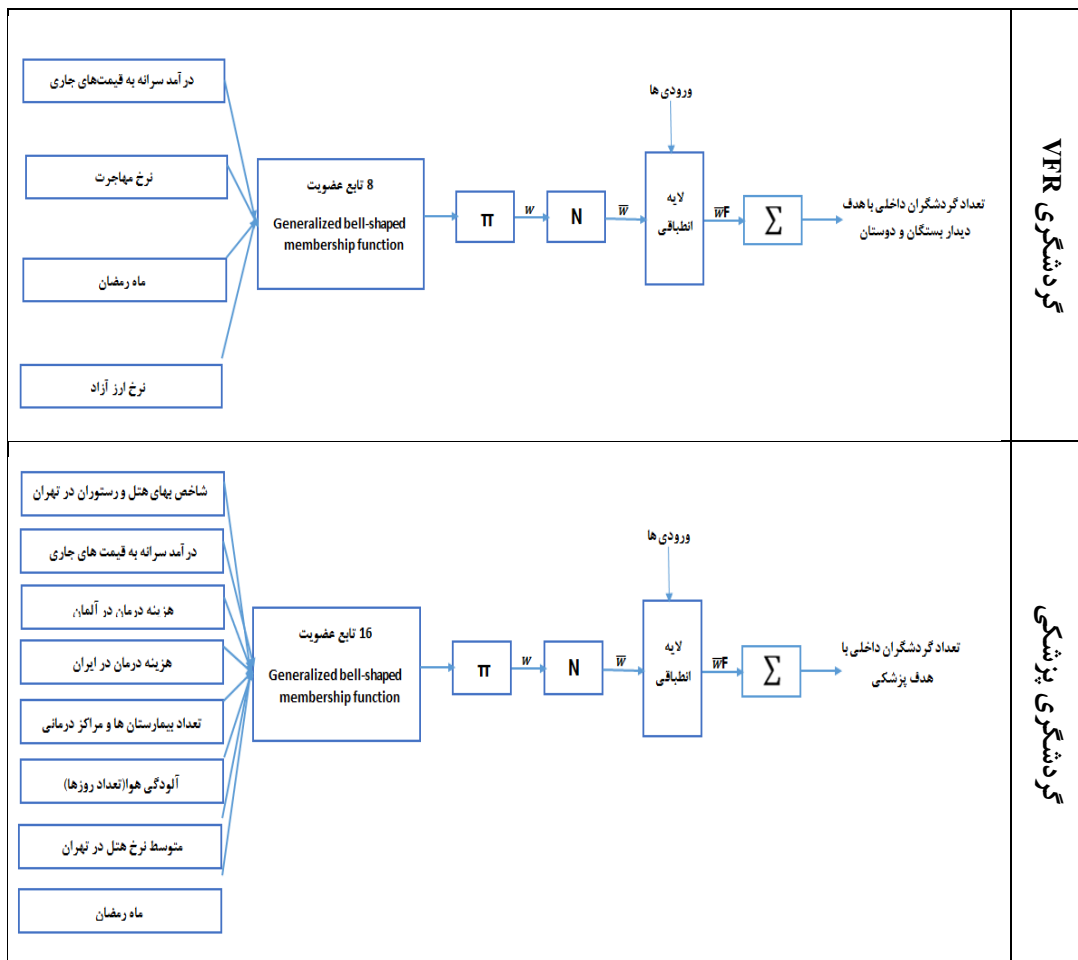 گردشگری VFR
در آمد سرانه به قیمت‌های جاری
نرخ مهاجرت
ماه رمضان
نرخ ارز آزاد
8 تابع عضویت
Generalized bell-shaped
membership function
π
w
N
w̅
ورودی ها
لایه
انطباقی
w̅F
∑
تعداد گردشگران داخلی با هدف
دیدار بستگان و دوستان
گردشگری پزشکی
شاخص بهای هتل و رستوران در تهران
در آمد سرانه به قیمت های جاری
هزینه درمان در آلمان
هزینه درمان در ایران
تعداد بیمارستان ها و مراکز درمانی
آلودگی هوا(تعداد روزها)
متوسط نرخ هتل در تهران
ماه رمضان
16 تابع عضویت
Generalized bell-shaped
membership function
π
w
N
w̅
ورودی ها
لایه
انطباقی
w̅F
∑
تعداد گردشگران داخلی با
هدف پزشکی